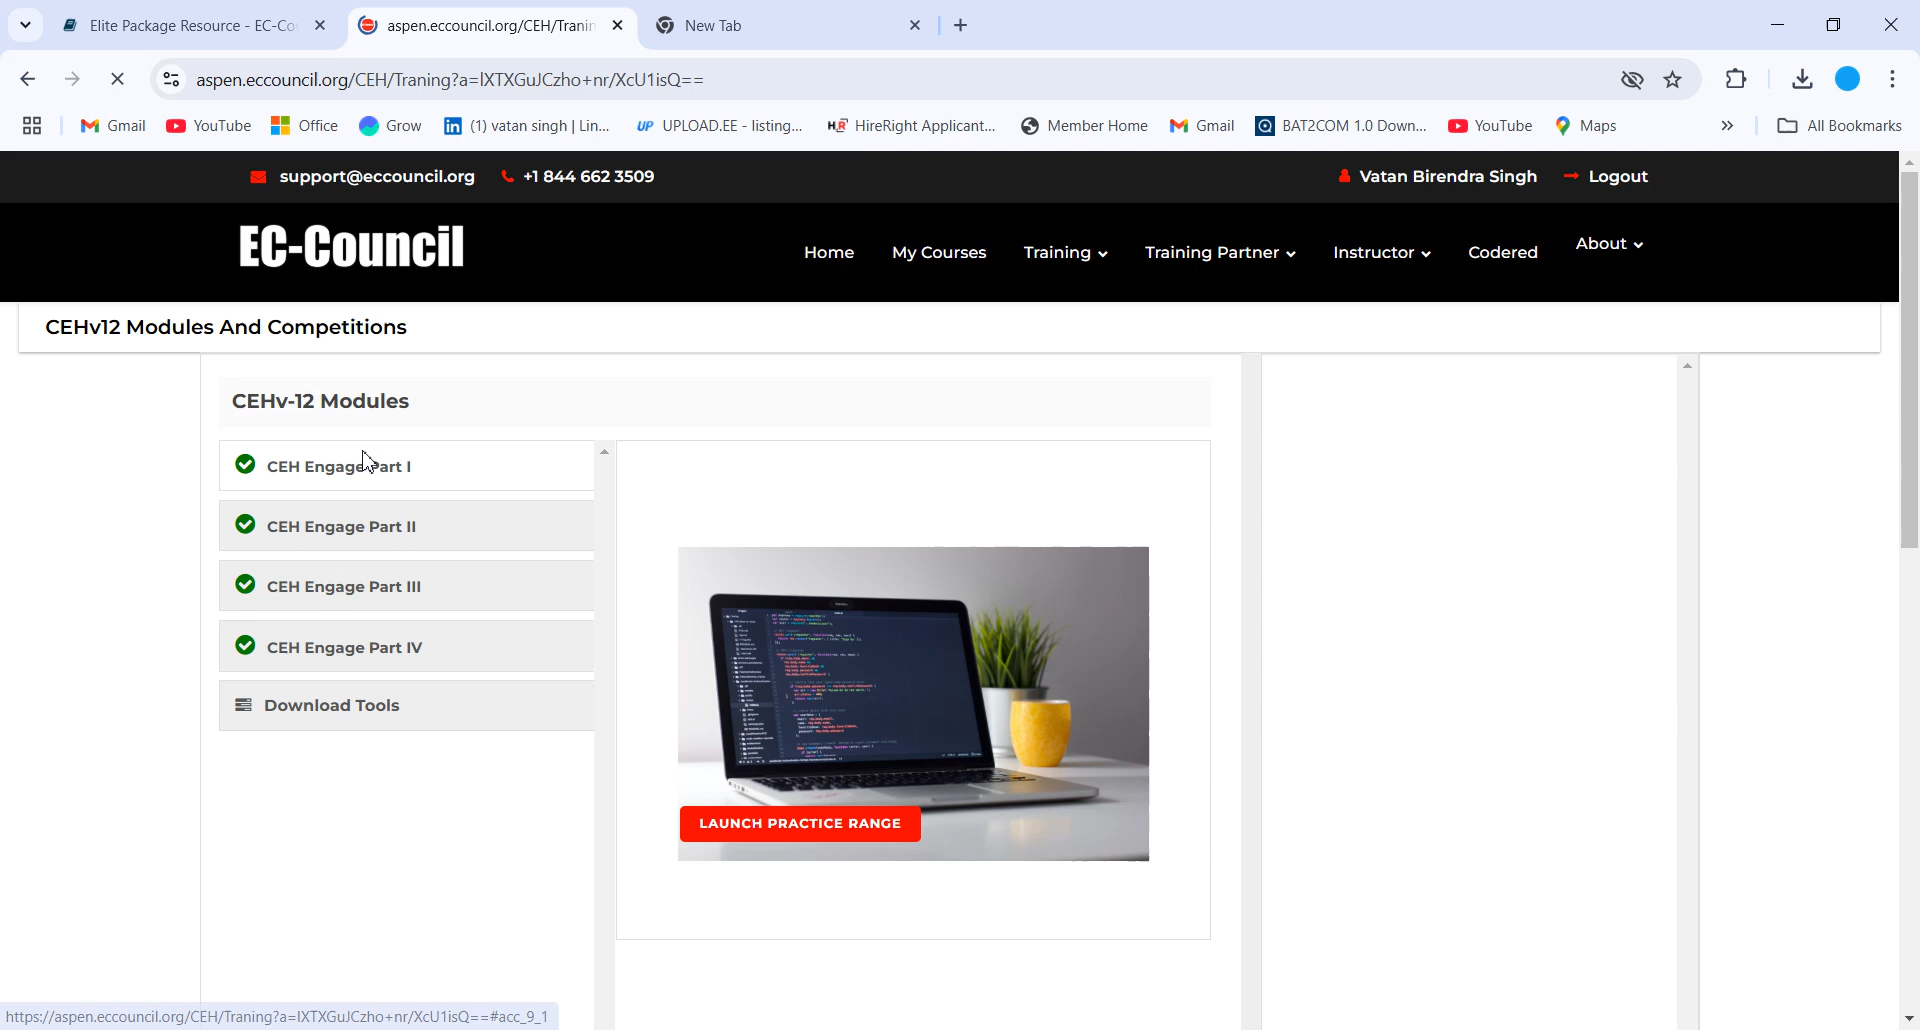 Elite Package Resource - EC-Co
aspen.eccouncil.org/CEH/Tranin
New Tab
aspen.eccouncil.org/CEH/Traning?a=lXTXGuJCzho+nr/XcU1isQ==
Gmail
YouTube
Office
Grow
(1) vatan singh | Lin...
UPLOAD.EE - listing...
HireRight Applicant...
Member Home
Gmail
BAT2COM 1.0 Down...
YouTube
Maps
All Bookmarks
support@eccouncil.org
+1 844 662 3509
Vatan Birendra Singh
Logout
EC-Council
Home
My Courses
Training
Training Partner
Instructor
Codered
About
CEHv12 Modules And Competitions
CEHv-12 Modules
CEH Engage Part I
CEH Engage Part II
CEH Engage Part III
CEH Engage Part IV
Download Tools
LAUNCH PRACTICE RANGE
https://aspen.eccouncil.org/CEH/Traning?a=lXTXGuJCzho+nr/XcU1isQ==#acc_9_1